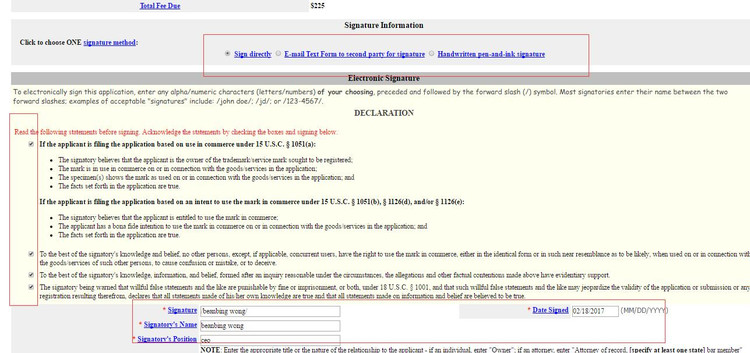 Total Fee Due $225
Signature Information
Click to choose ONE signature method:
Sign directly E-mail Text Form to second party for signature Handwritten pen-and-ink signature
Electronic Signature
To electronically sign this application, enter any alpha/numeric characters (letters/numbers) of your choosing, preceded and followed by the forward slash (/) symbol. Most signatories enter their name between the two
forward slashes; examples of acceptable "signatures" include: /john doe/; /jd/; or /123-4567/.
DECLARATION
Read the following statements before signing. Acknowledge the statements by checking the boxes and signing below.
If the applicant is filing the application based on use in commerce under 15 U.S.C. § 1051(a):
• The signatory believes that the applicant is the owner of the trademark/service mark sought to be registered;
• The mark is in use in commerce on or in connection with the goods/services in the application;
• The specimen(s) shows the mark as used on or in connection with the goods/services in the application; and
• The facts set forth in the application are true.
If the applicant is filing the application based on an intent to use the mark in commerce under 15 U.S.C. § 1051(b), § 1126(d), and/or § 1126(e):
• The signatory believes that the applicant is entitled to use the mark in commerce;
• The applicant has a bona fide intention to use the mark in commerce on or in connection with the goods/services in the application; and
• The facts set forth in the application are true.
To the best of the signatory's knowledge and belief, no other persons, except, if applicable, concurrent users, have the right to use the mark in commerce, either in the identical form or in such near resemblance as to be likely, when used on or in connection with
the goods/services of such other persons, to cause confusion or mistake, or to deceive.
To the best of the signatory's knowledge, information, and belief, formed after an inquiry reasonable under the circumstances, the allegations and other factual contentions made above have evidentiary support.
The signatory being warned that willful false statements and the like are punishable by fine or imprisonment, or both, under 18 U.S.C. § 1001, and that such willful false statements and the like may jeopardize the validity of the application or submission or any
registration resulting therefrom, declares that all statements made of his/her own knowledge are true and that all statements made on information and belief are believed to be true.
* Signature beambing wong/ * Date Signed 02/18/2017 (MM/DD/YYYY)
* Signatory's Name beambing wong
* Signatory's Position ceo
NOTE: Enter the appropriate title or the nature of the relationship to the applicant - if an individual, enter "Owner"; if an attorney, enter "Attorney of record, [specify at least one state] bar member"